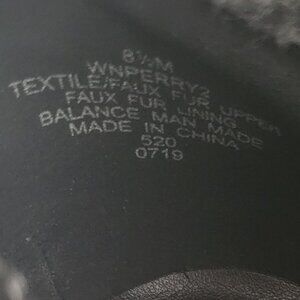 8½M
WNPERRY2
TEXTILE/FAUX FUR UPPER
FAUX FUR LINING
BALANCE MAN MADE
MADE IN CHINA
520
0719